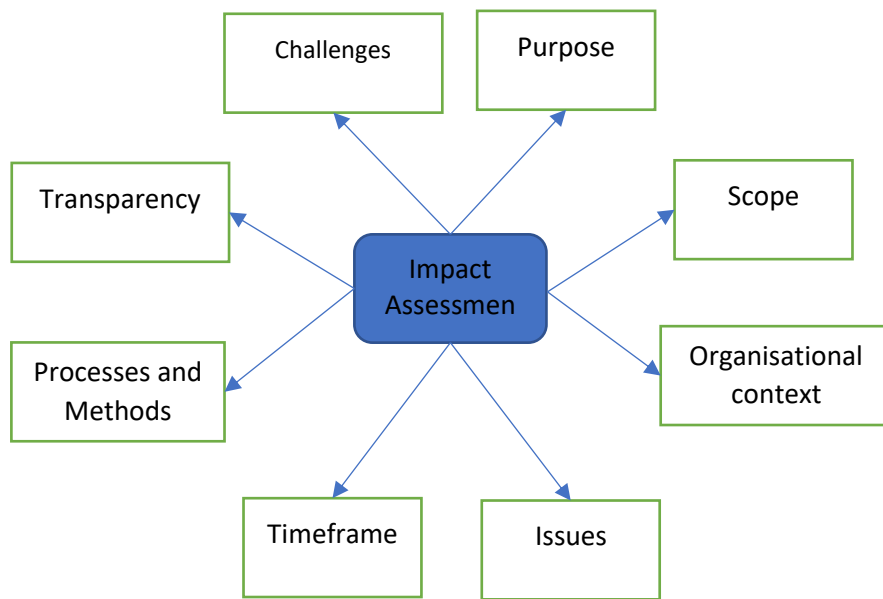 Challenges
Purpose
Transparency
Scope
Impact
Assessmen
Processes and
Methods
Organisational
context
Timeframe
Issues